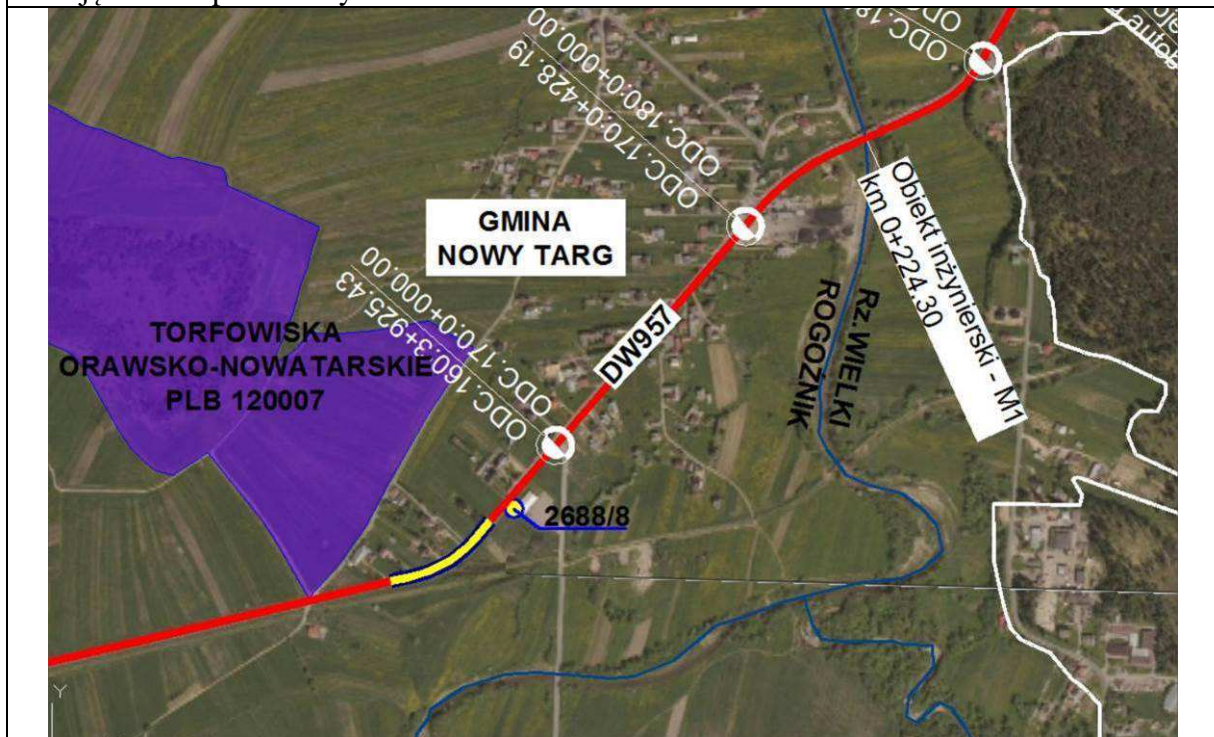 ODC.180:0+000.00
ODC.170:0+428.19
GMINA
NOWY TARG
Obiekt inżynierski - M1
km 0+224.30
Rz.WIELKI
ROGOŹNIK
DW957
ODC.170:0+000.00
ODC.160:3+925.43
TORFOWISKA
ORAWSKO-NOWATARSKIE
PLB 120007
2688/8
Y